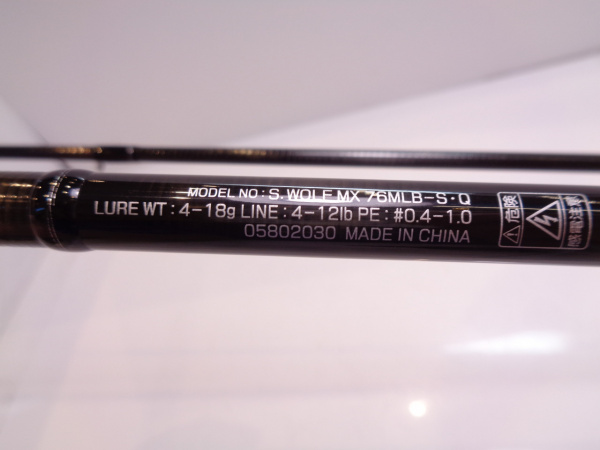 MODEL NO: S. WOLF MX 76MLB-S・Q
LURE WT: 4-18g LINE: 4-12lb PE: #0.4-1.0
05802030 MADE IN CHINA
危険
感電注意